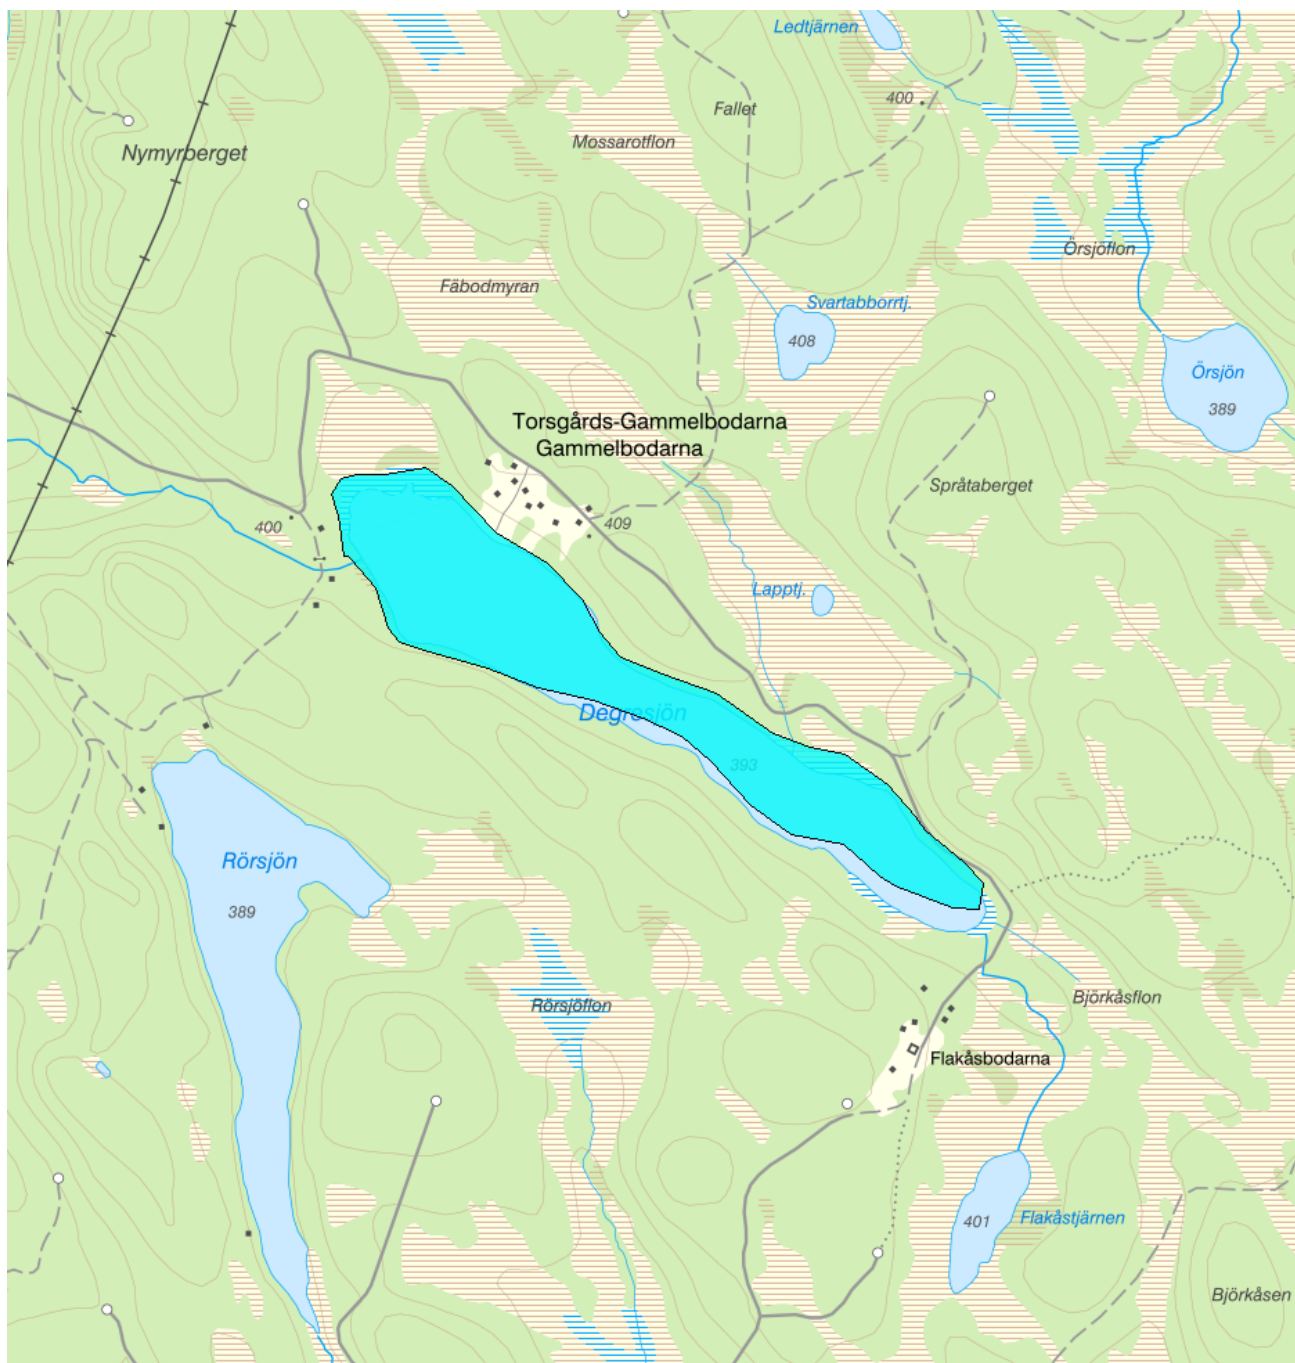 Ledtjärnen
400
Fallet
Mossarotflon
Nymyrberget
Örsjöflon
Fäbodmyran
Svartabborrtj.
408
Örsjön
389
Torsgårds-Gammelbodarna
Gammelbodarna
Språtaberget
400
409
Lapptj.
Degresjön
393
Rörsjön
389
Rörsjöflon
Björkåsflon
Flakåsbodarna
401
Flakåstjärnen
Björkåsen